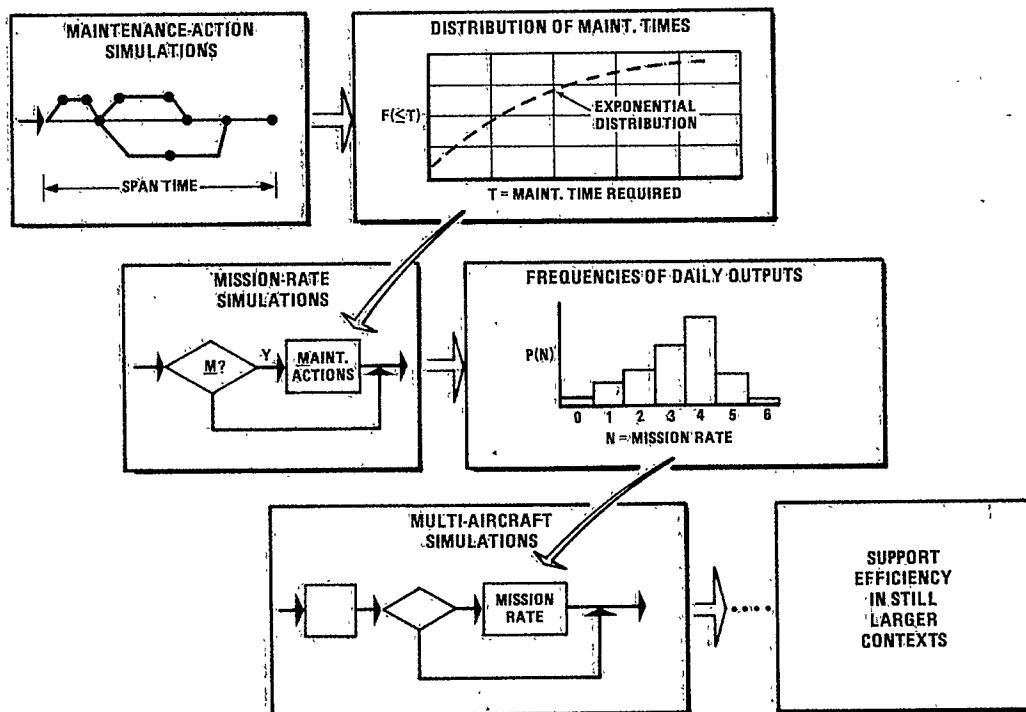 MAINTENANCE-ACTION
SIMULATIONS
SPAN TIME
DISTRIBUTION OF MAINT. TIMES
F(≤T)
EXPONENTIAL
DISTRIBUTION
T = MAINT. TIME REQUIRED
MISSION-RATE
SIMULATIONS
M?
Y
MAINT.
ACTIONS
FREQUENCIES OF DAILY OUTPUTS
P(N)
0 1 2 3 4 5 6
N = MISSION RATE
MULTI-AIRCRAFT
SIMULATIONS
MISSION
RATE
SUPPORT
EFFICIENCY
IN STILL
LARGER
CONTEXTS